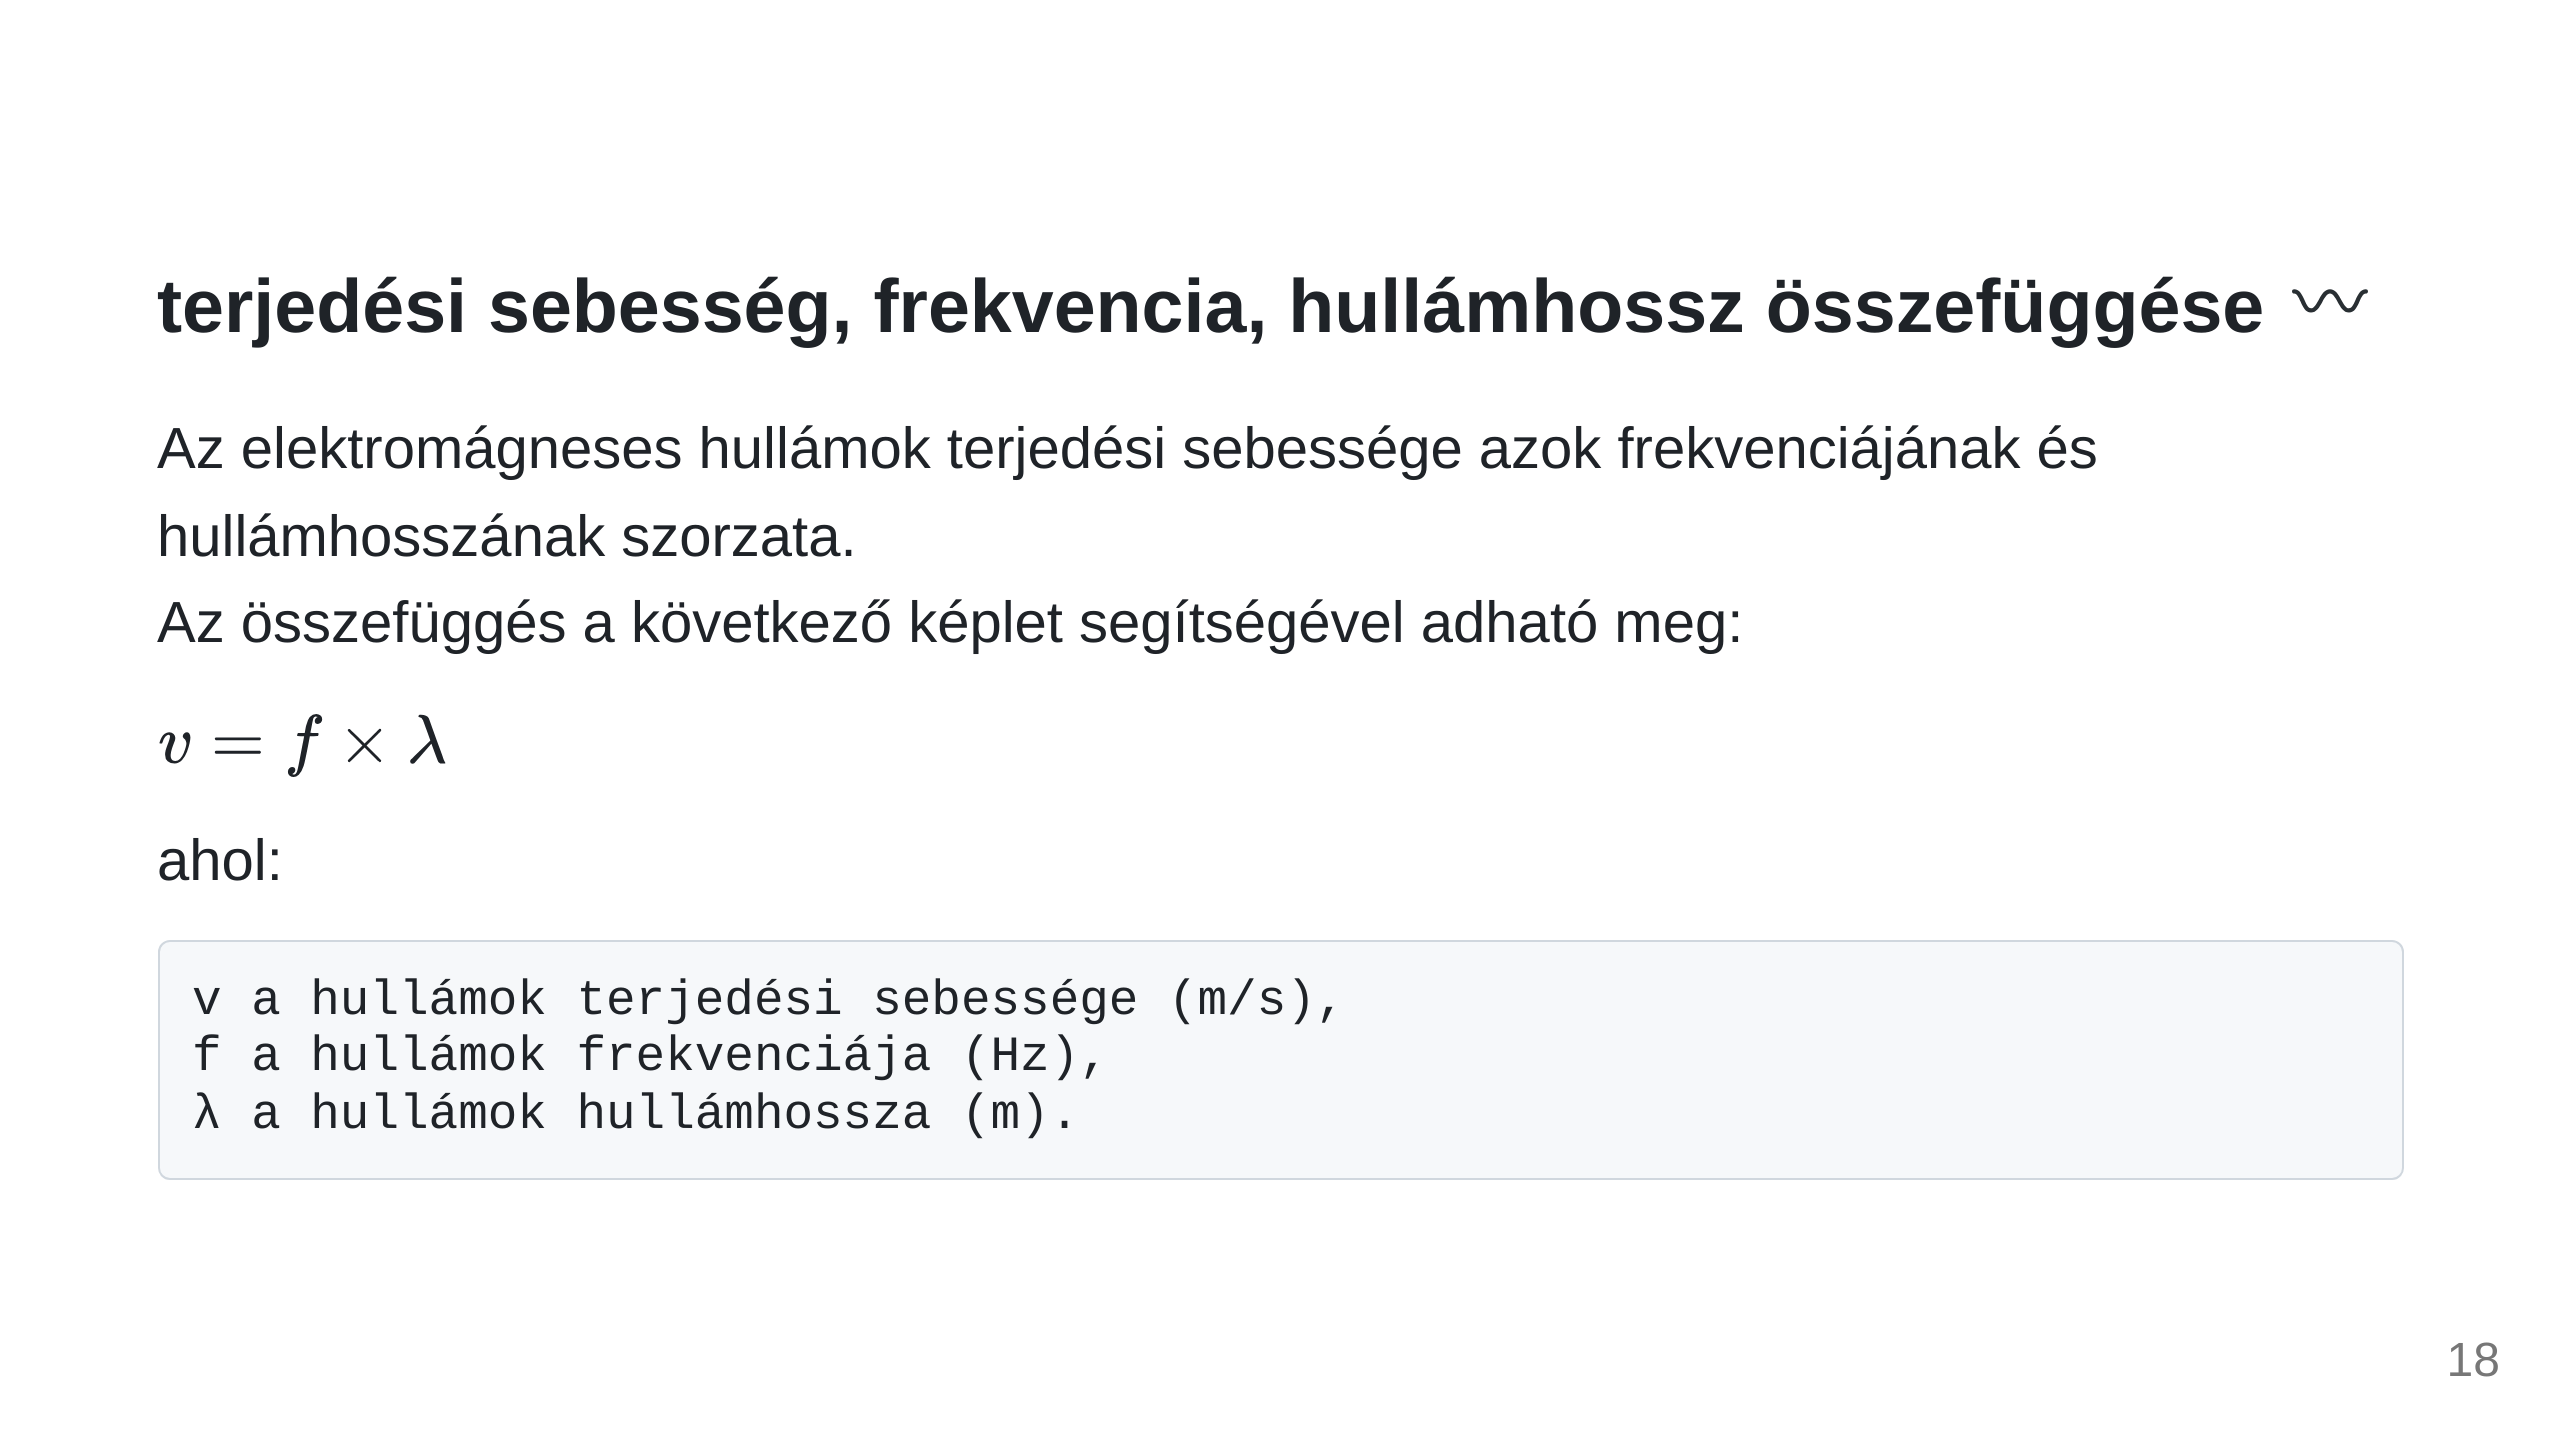 terjedési sebesség, frekvencia, hullámhossz összefüggése 〰
Az elektromágneses hullámok terjedési sebessége azok frekvenciájának és
hullámhosszának szorzata.
Az összefüggés a következő képlet segítségével adható meg:
v = f × λ
ahol:
v a hullámok terjedési sebessége (m/s),
f a hullámok frekvenciája (Hz),
λ a hullámok hullámhossza (m).
18